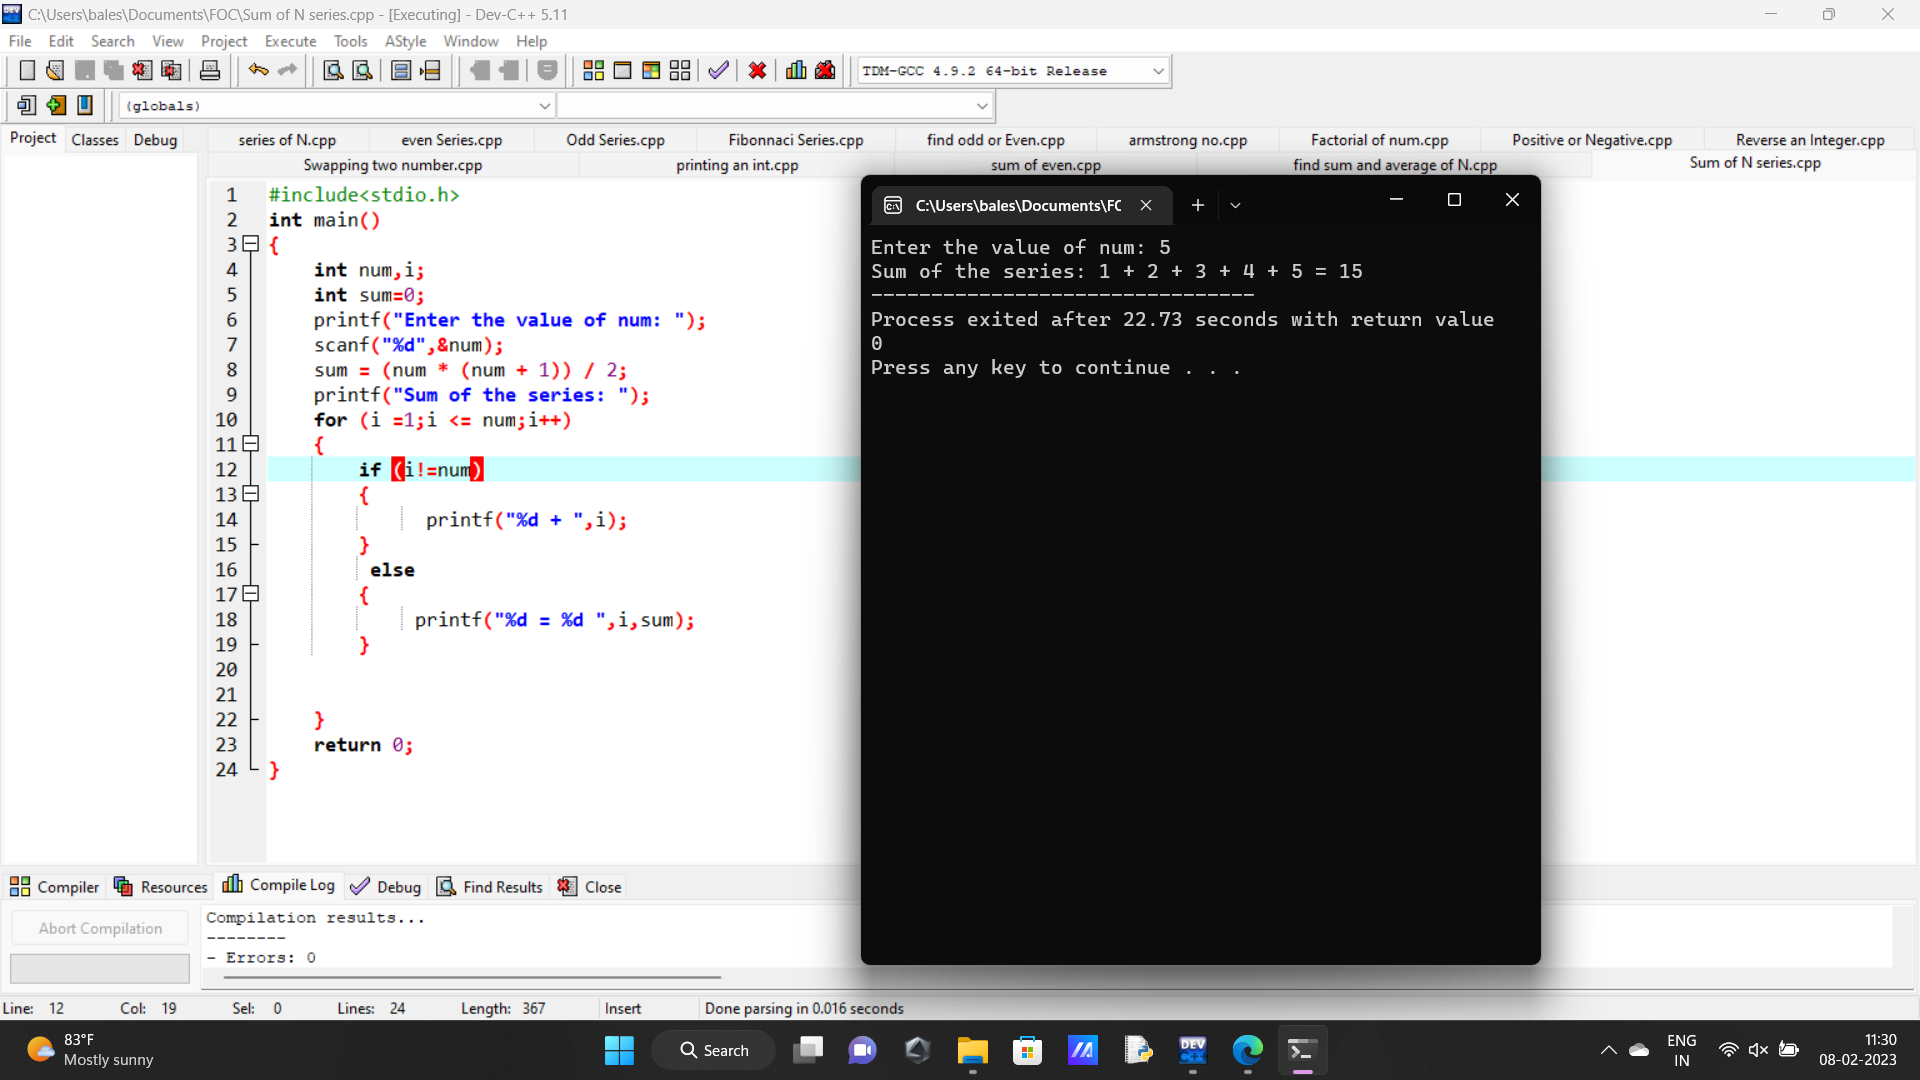 C:\Users\bales\Documents\FOC\Sum of N series.cpp - [Executing] - Dev-C++ 5.11
File Edit Search View Project Execute Tools AStyle Window Help
TDM-GCC 4.9.2 64-bit Release
(globals)
Project Classes Debug
series of N.cpp even Series.cpp Odd Series.cpp Fibonnaci Series.cpp find odd or Even.cpp armstrong no.cpp Factorial of num.cpp Positive or Negative.cpp Reverse an Integer.cpp
Swapping two number.cpp printing an int.cpp sum of even.cpp find sum and average of N.cpp Sum of N series.cpp
1 #include<stdio.h>
2 int main()
3 {
4 int num,i;
5 int sum=0;
6 printf("Enter the value of num: ");
7 scanf("%d",&num);
8 sum = (num * (num + 1)) / 2;
9 printf("Sum of the series: ");
10 for (i =1;i <= num;i++)
11 {
12 if (i!=num)
13 {
14 printf("%d + ",i);
15 }
16 else
17 {
18 printf("%d = %d ",i,sum);
19 }
20
21
22 }
23 return 0;
24 }
C:\Users\bales\Documents\FC
Enter the value of num: 5
Sum of the series: 1 + 2 + 3 + 4 + 5 = 15
--------------------------------
Process exited after 22.73 seconds with return value
0
Press any key to continue . . .
Compiler Resources Compile Log Debug Find Results Close
Abort Compilation
Compilation results...
--------
- Errors: 0
Line: 12 Col: 19 Sel: 0 Lines: 24 Length: 367 Insert Done parsing in 0.016 seconds
83°F
Mostly sunny
Search
DEV
C++
ENG
IN
11:30
08-02-2023